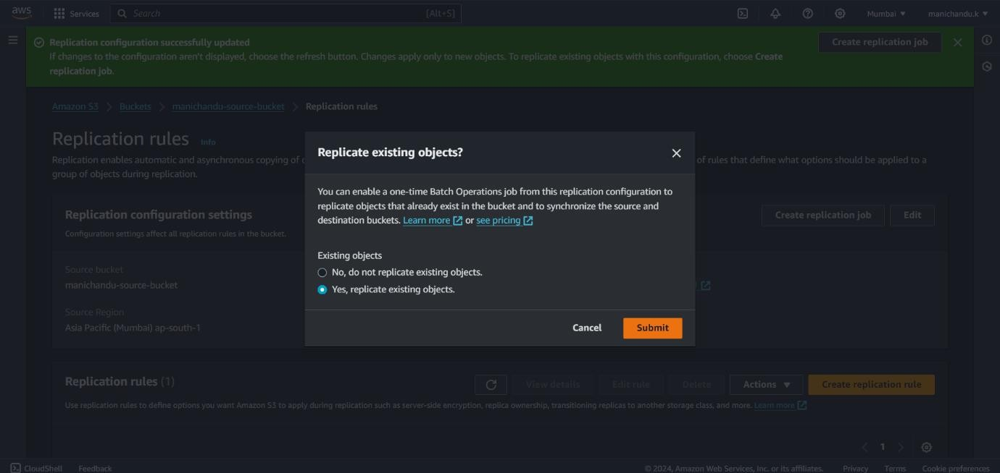 aws
Services
Search
[Alt+S]
Mumbai ▼
manichandu.k ▼
Replication configuration successfully updated
If changes to the configuration aren't displayed, choose the refresh button. Changes apply only to new objects. To replicate existing objects with this configuration, choose Create
replication job.
Create replication job
Amazon S3 > Buckets > manichandu-source-bucket > Replication rules
Replication rules Info
Replication enables automatic and asynchronous copying of
of rules that define what options should be applied to a
group of objects during replication.
Replication configuration settings
Configuration settings affect all replication rules in the bucket.
Create replication job
Edit
Source bucket
manichandu-source-bucket
Source Region
Asia Pacific (Mumbai) ap-south-1
Replicate existing objects?
You can enable a one-time Batch Operations job from this replication configuration to
replicate objects that already exist in the bucket and to synchronize the source and
destination buckets. Learn more or see pricing
Existing objects
No, do not replicate existing objects.
Yes, replicate existing objects.
Cancel
Submit
Replication rules (1)
View details
Edit rule
Delete
Actions ▼
Create replication rule
Use replication rules to define options you want Amazon S3 to apply during replication such as server-side encryption, replica ownership, transitioning replicas to another storage class, and more. Learn more
< 1 >
CloudShell
Feedback
© 2024, Amazon Web Services, Inc. or its affiliates.
Privacy
Terms
Cookie preferences